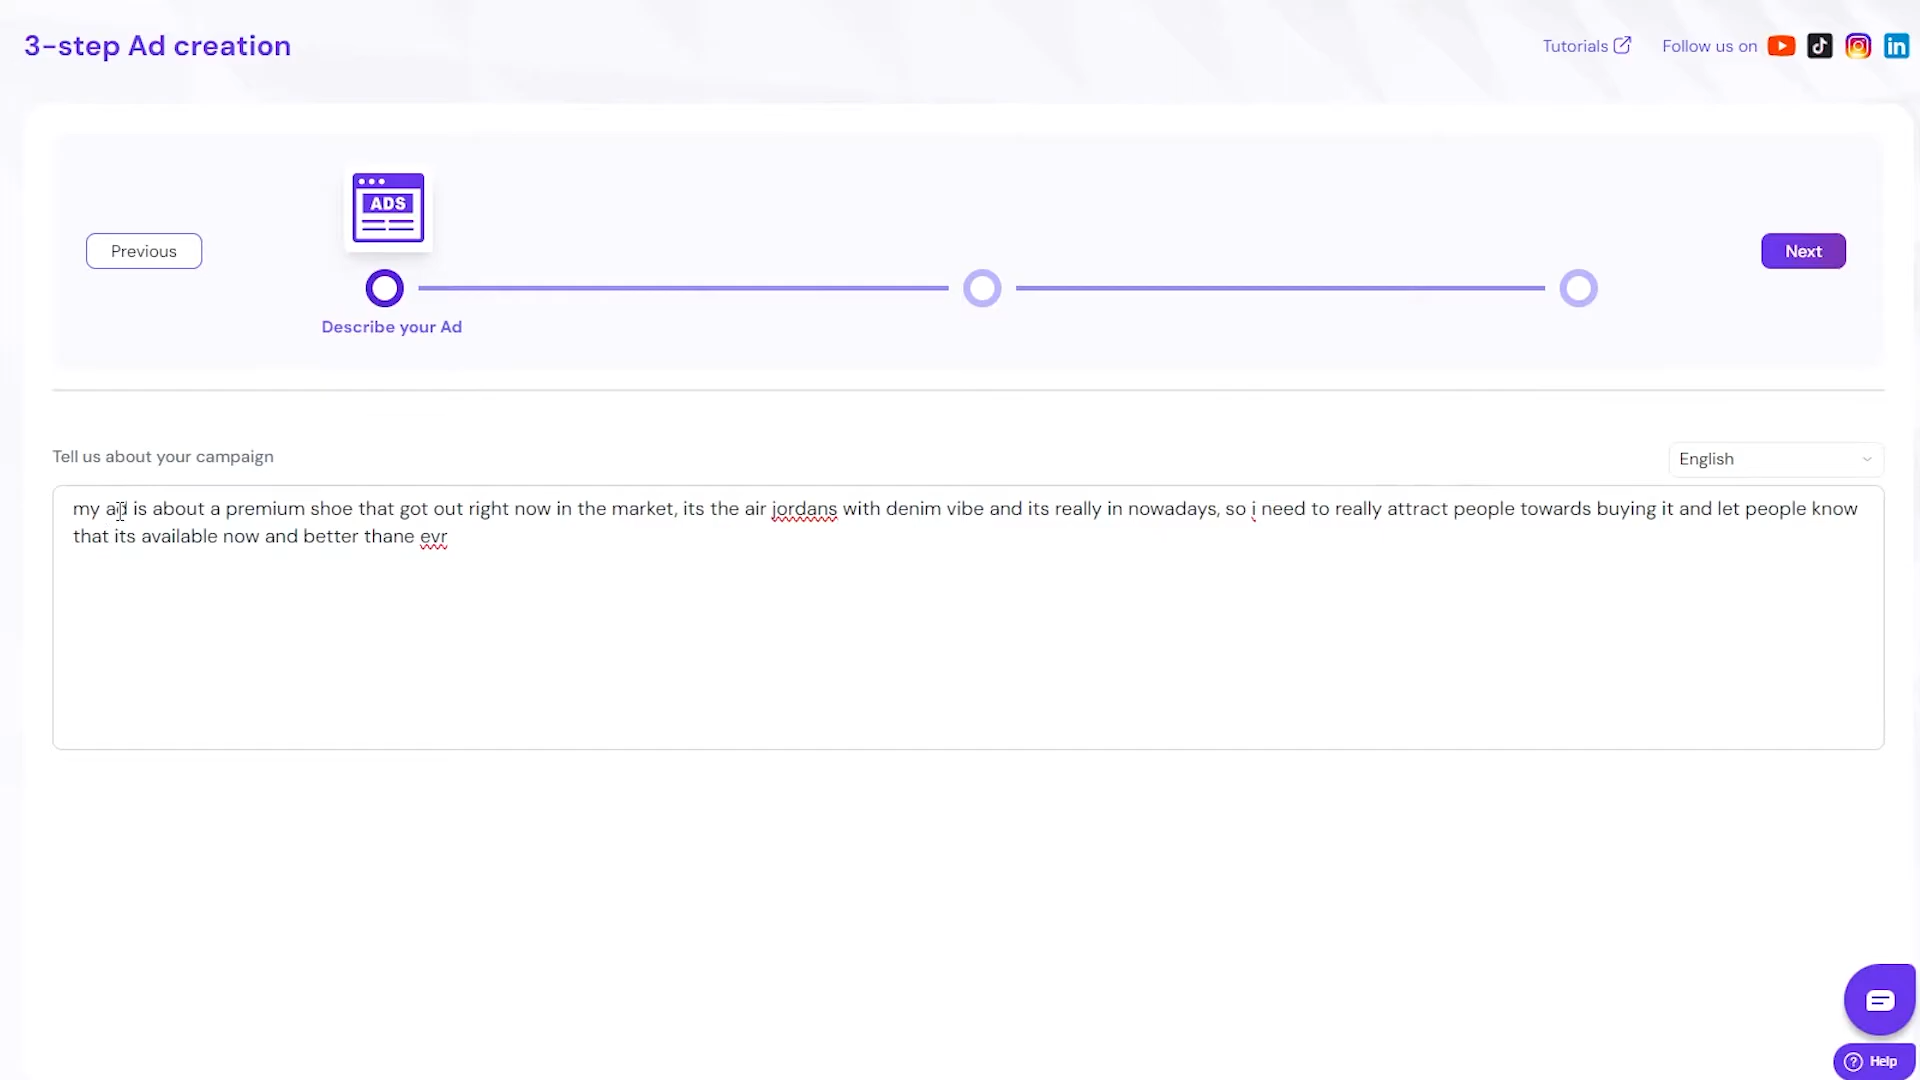 3-step Ad creation
Tutorials
Follow us on
ADS
Previous
Next
Describe your Ad
Tell us about your campaign
English
my ad is about a premium shoe that got out right now in the market, its the air jordans with denim vibe and its really in nowadays, so i need to really attract people towards buying it and let people know
that its available now and better thane evr
Help